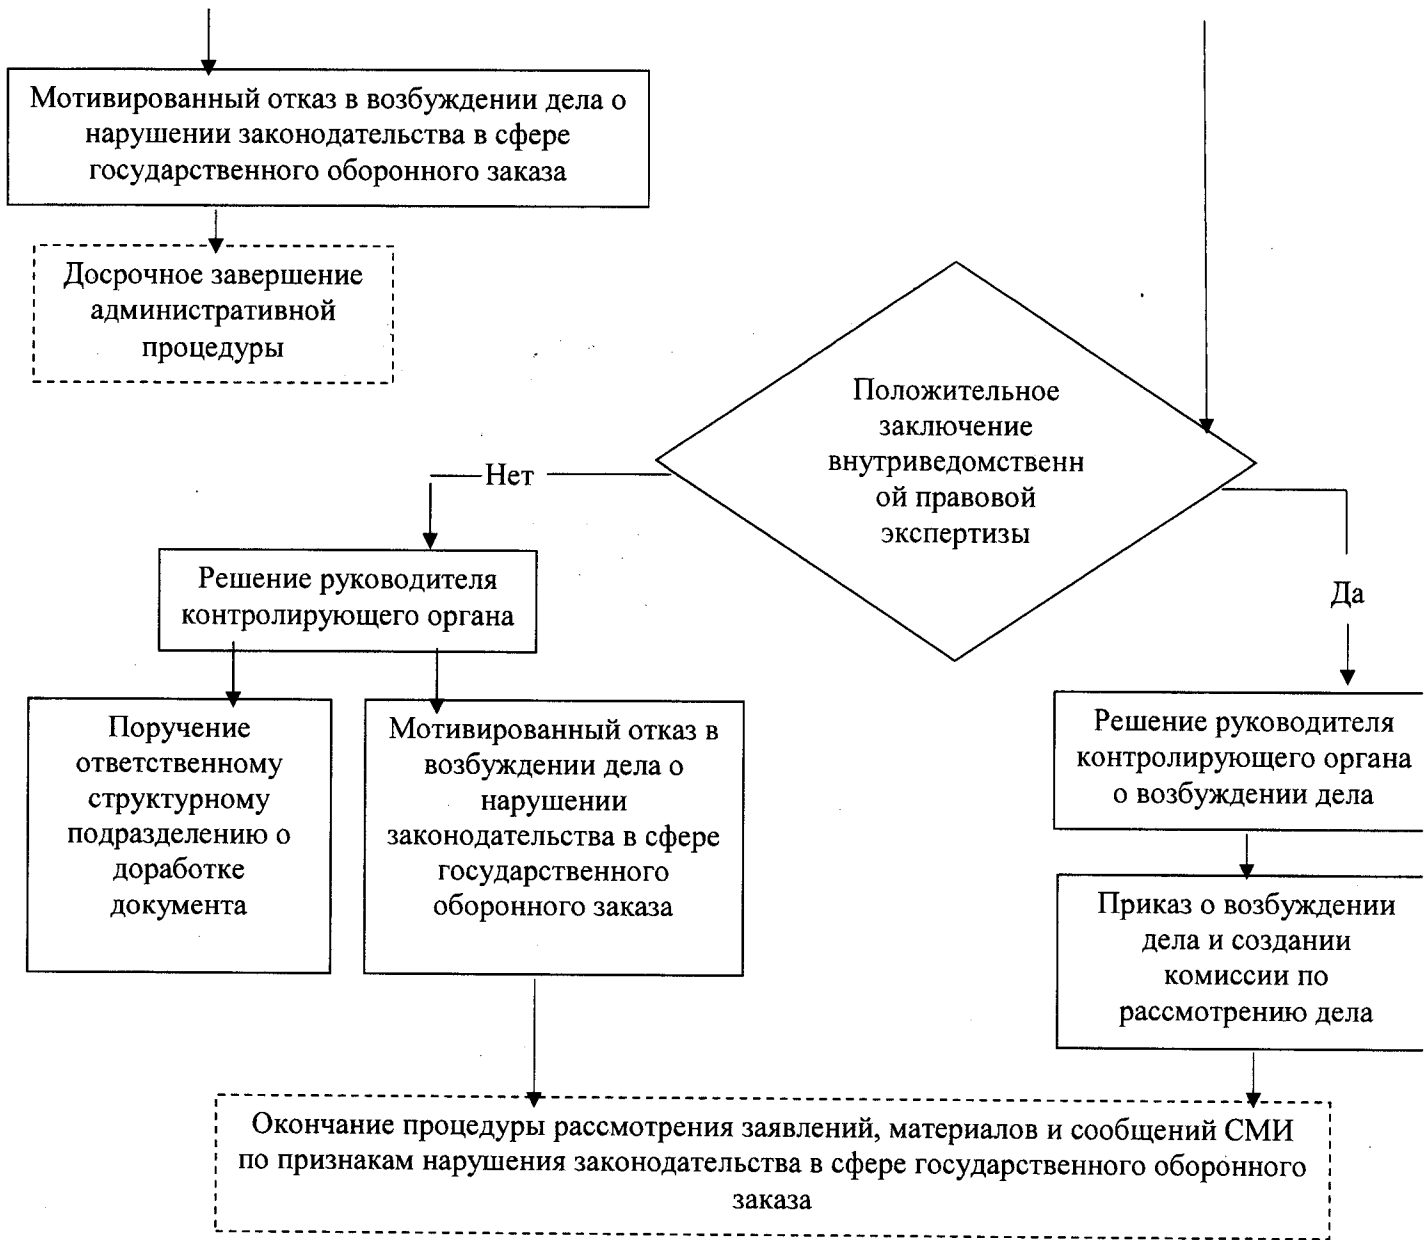 Мотивированный отказ в возбуждении дела о
нарушении законодательства в сфере
государственного оборонного заказа
Досрочное завершение
административной
процедуры
Положительное
заключение
внутриведомственн
ой правовой
экспертизы
Нет
Да
Решение руководителя
контролирующего органа
Поручение
ответственному
структурному
подразделению о
доработке
документа
Мотивированный отказ в
возбуждении дела о
нарушении
законодательства в сфере
государственного
оборонного заказа
Решение руководителя
контролирующего органа
о возбуждении дела
Приказ о возбуждении
дела и создании
комиссии по
рассмотрению дела
Окончание процедуры рассмотрения заявлений, материалов и сообщений СМИ
по признакам нарушения законодательства в сфере государственного оборонного
заказа